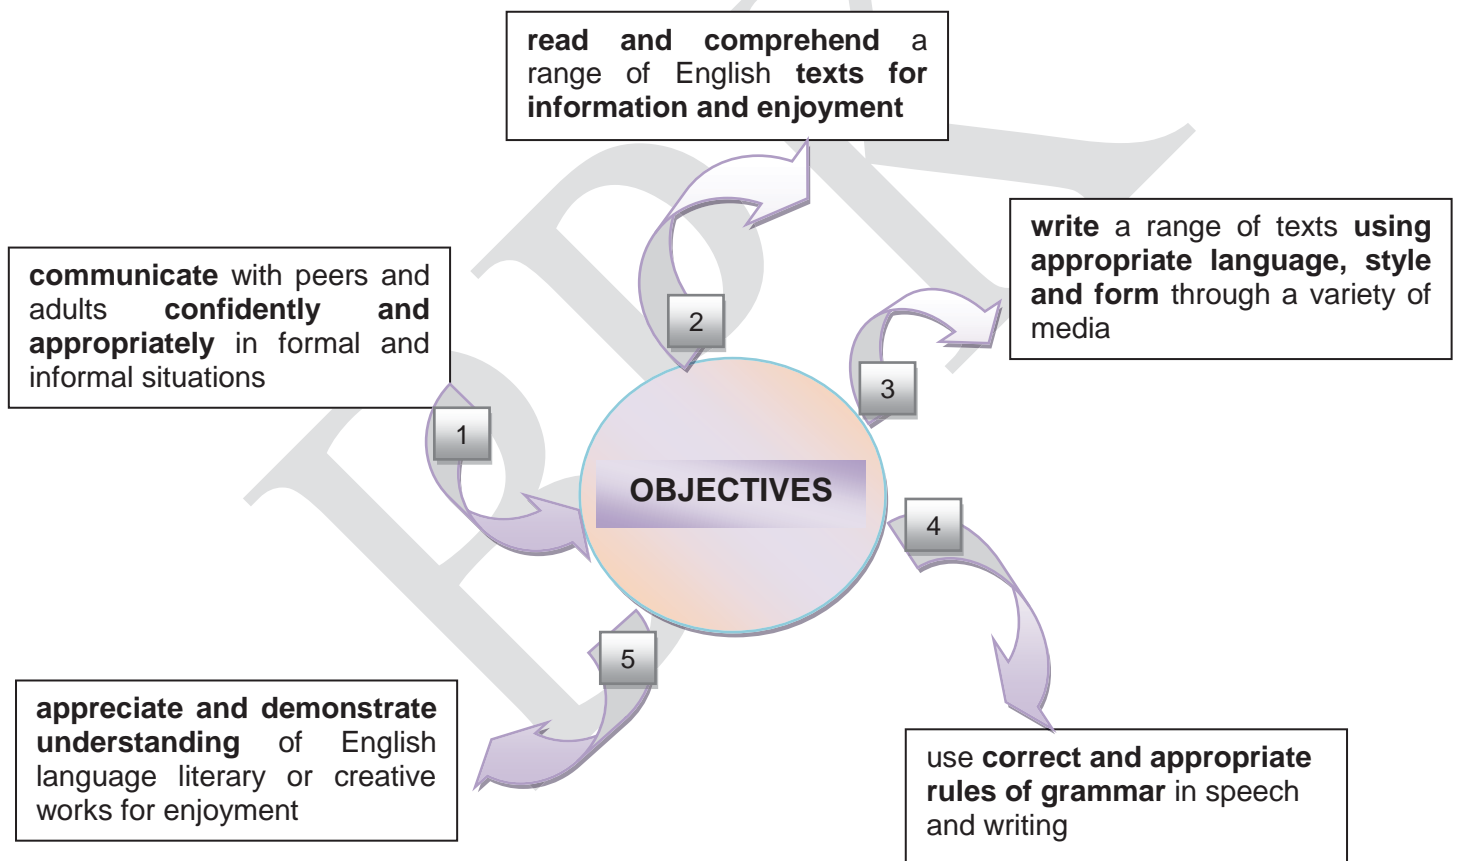 read and comprehend a
range of English texts for
information and enjoyment
write a range of texts using
appropriate language, style
and form through a variety of
media
communicate with peers and
adults confidently and
appropriately in formal and
informal situations
2
3
1
OBJECTIVES
4
5
appreciate and demonstrate
understanding of English
language literary or creative
works for enjoyment
use correct and appropriate
rules of grammar in speech
and writing